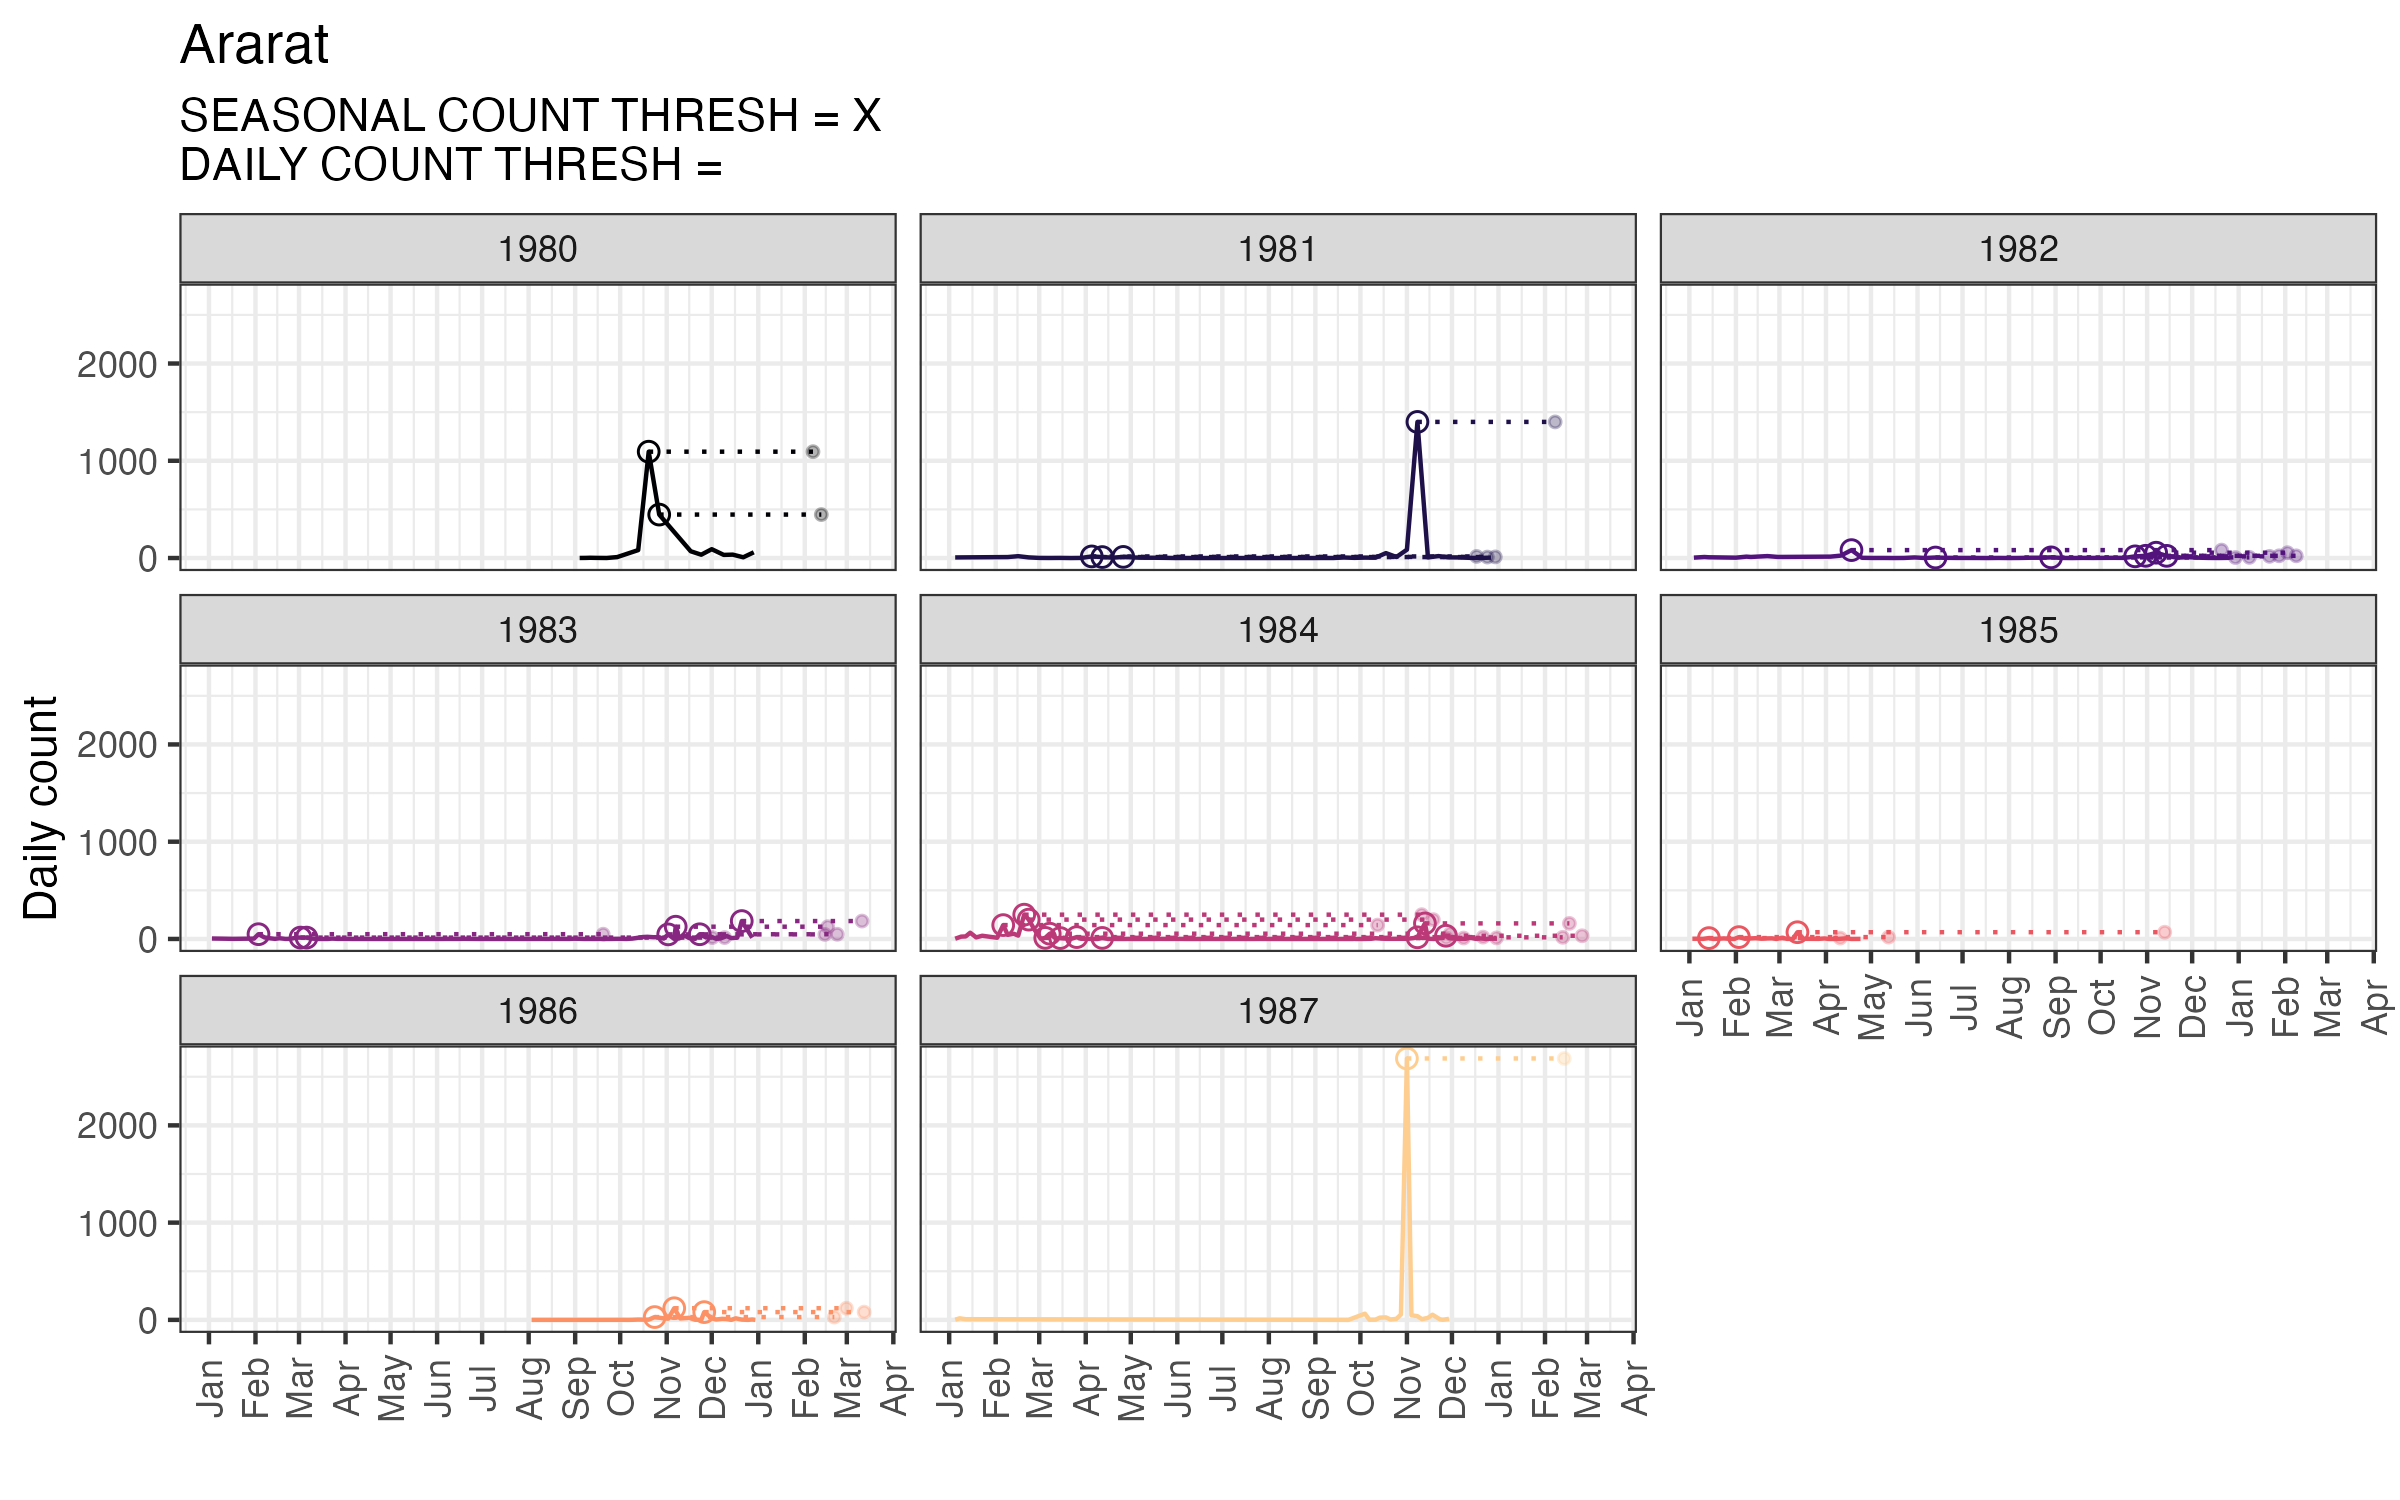 Ararat
SEASONAL COUNT THRESH = X
DAILY COUNT THRESH =
1980
1981
1982
2000
1000
0
1983
1984
1985
Daily count
2000
1000
0
Jan Feb Mar Apr May Jun Jul Aug Sep Oct Nov Dec Jan Feb Mar Apr
1986
1987
2000
1000
0
Jan Feb Mar Apr May Jun Jul Aug Sep Oct Nov Dec Jan Feb Mar Apr
Jan Feb Mar Apr May Jun Jul Aug Sep Oct Nov Dec Jan Feb Mar Apr